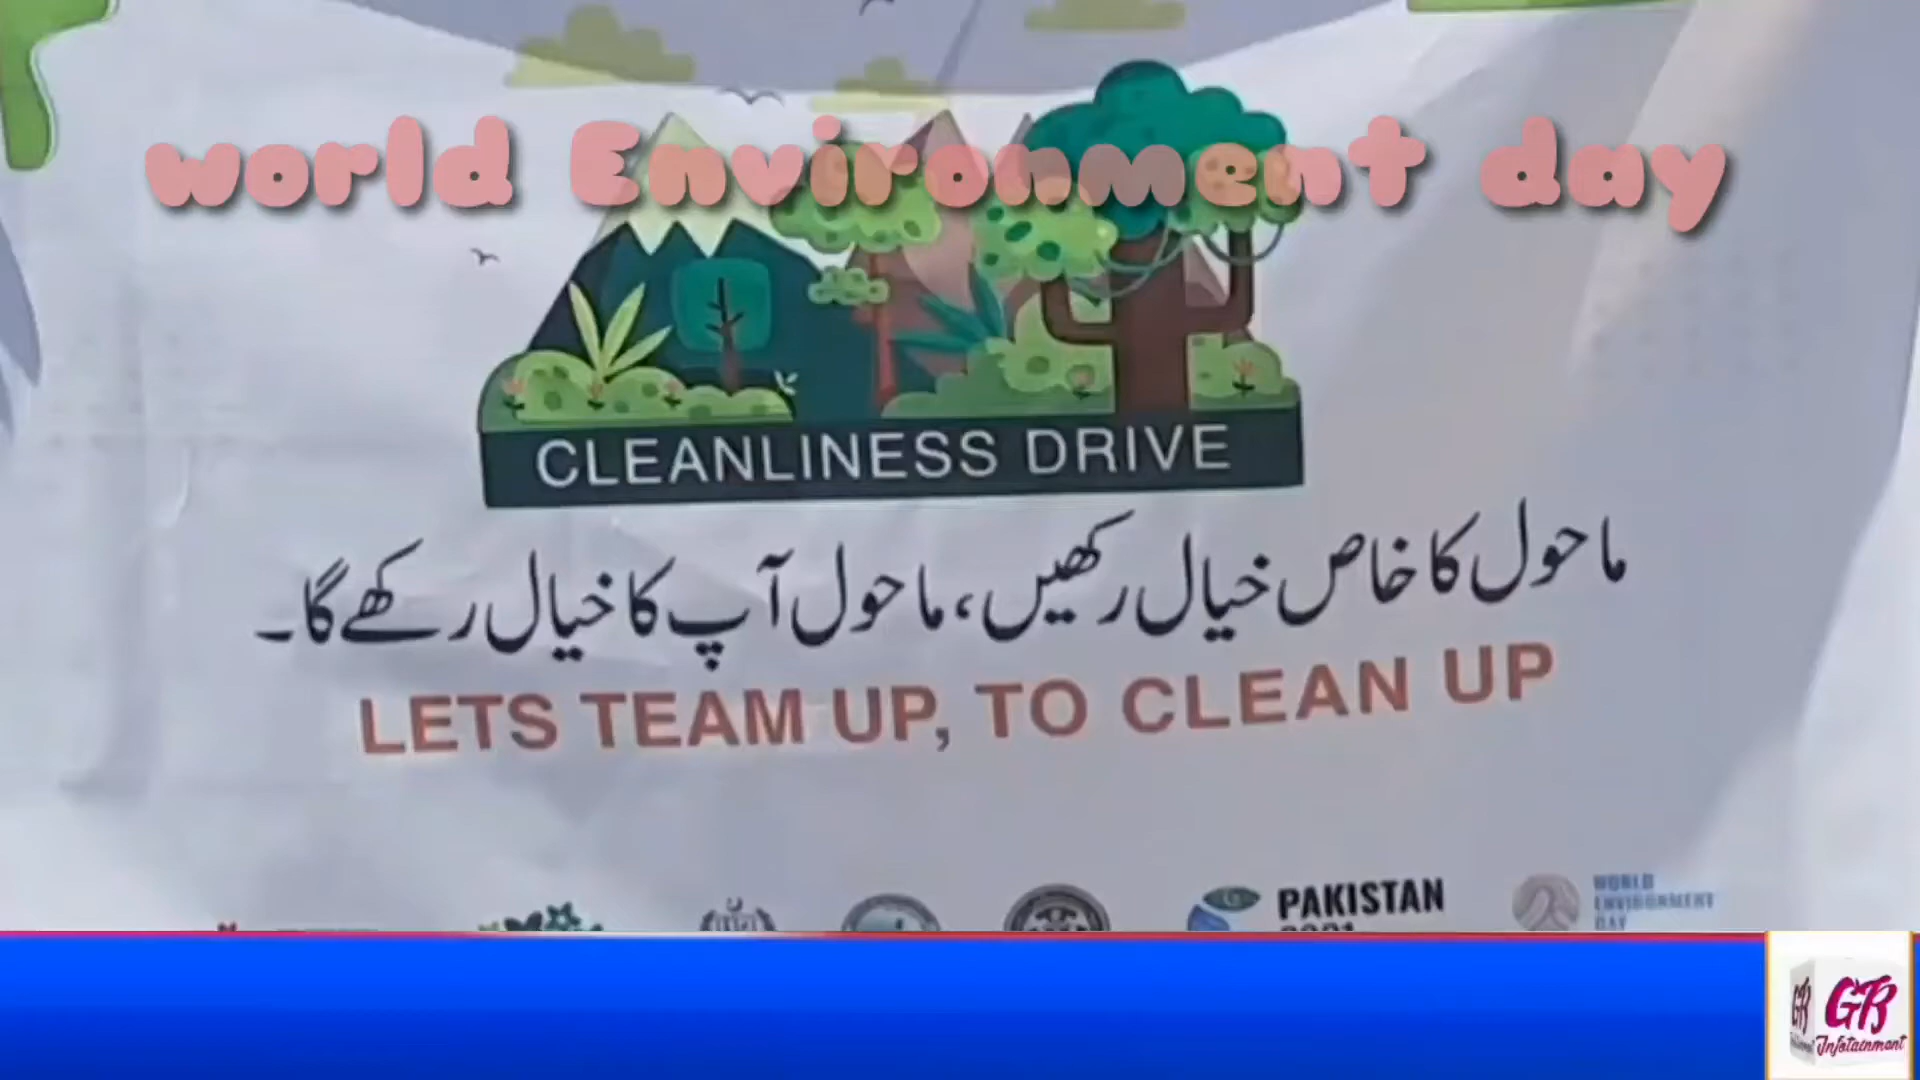 world Environment day
CLEANLINESS DRIVE
ماحول کا خاص خیال رکھیں، ماحول آپ کا خیال رکھے گا۔
LETS TEAM UP, TO CLEAN UP
PAKISTAN
WORLD
ENVIRONMENT
DAY
GB
Infotainment